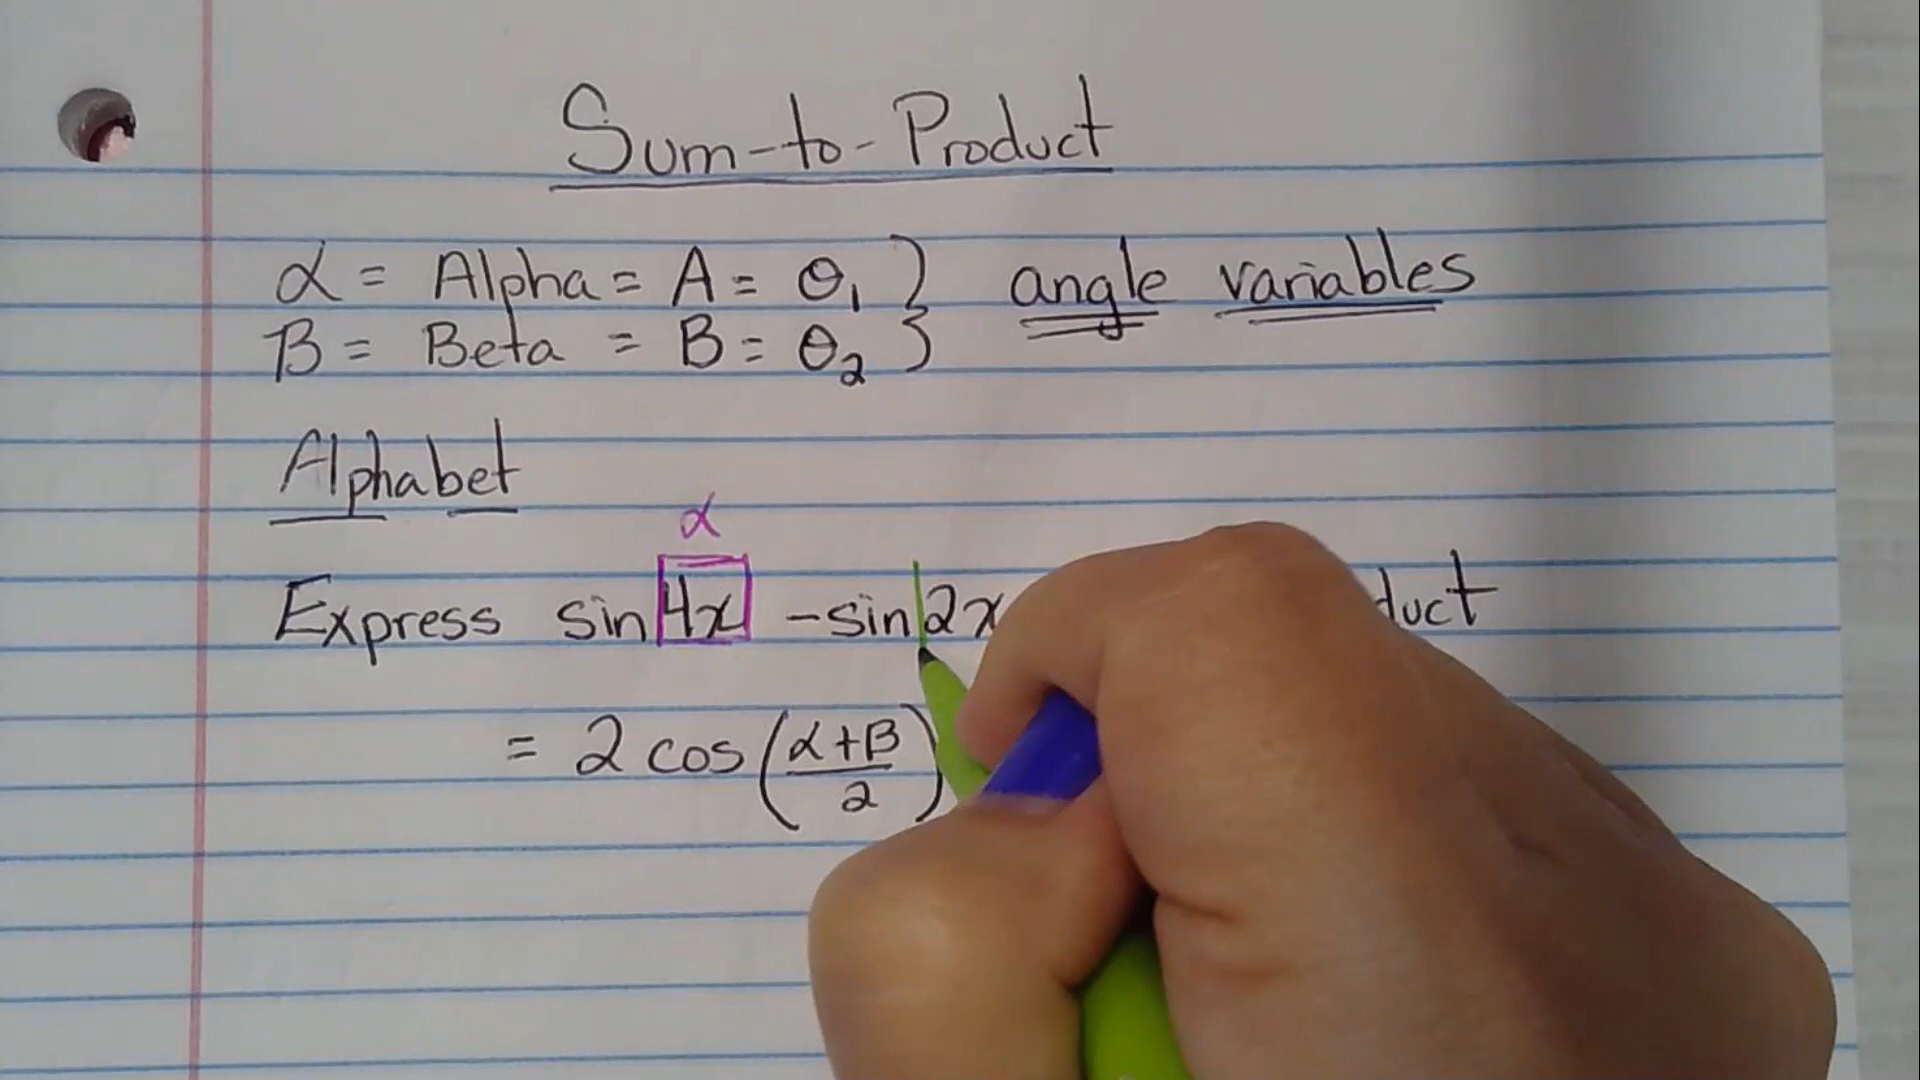 Sum-to-Product
α = Alpha = A = θ₁ }
β = Beta = B = θ₂ } angle variables
Alphabet
α
Express sin 4x - sin 2x duct
= 2 cos (α+β/2)